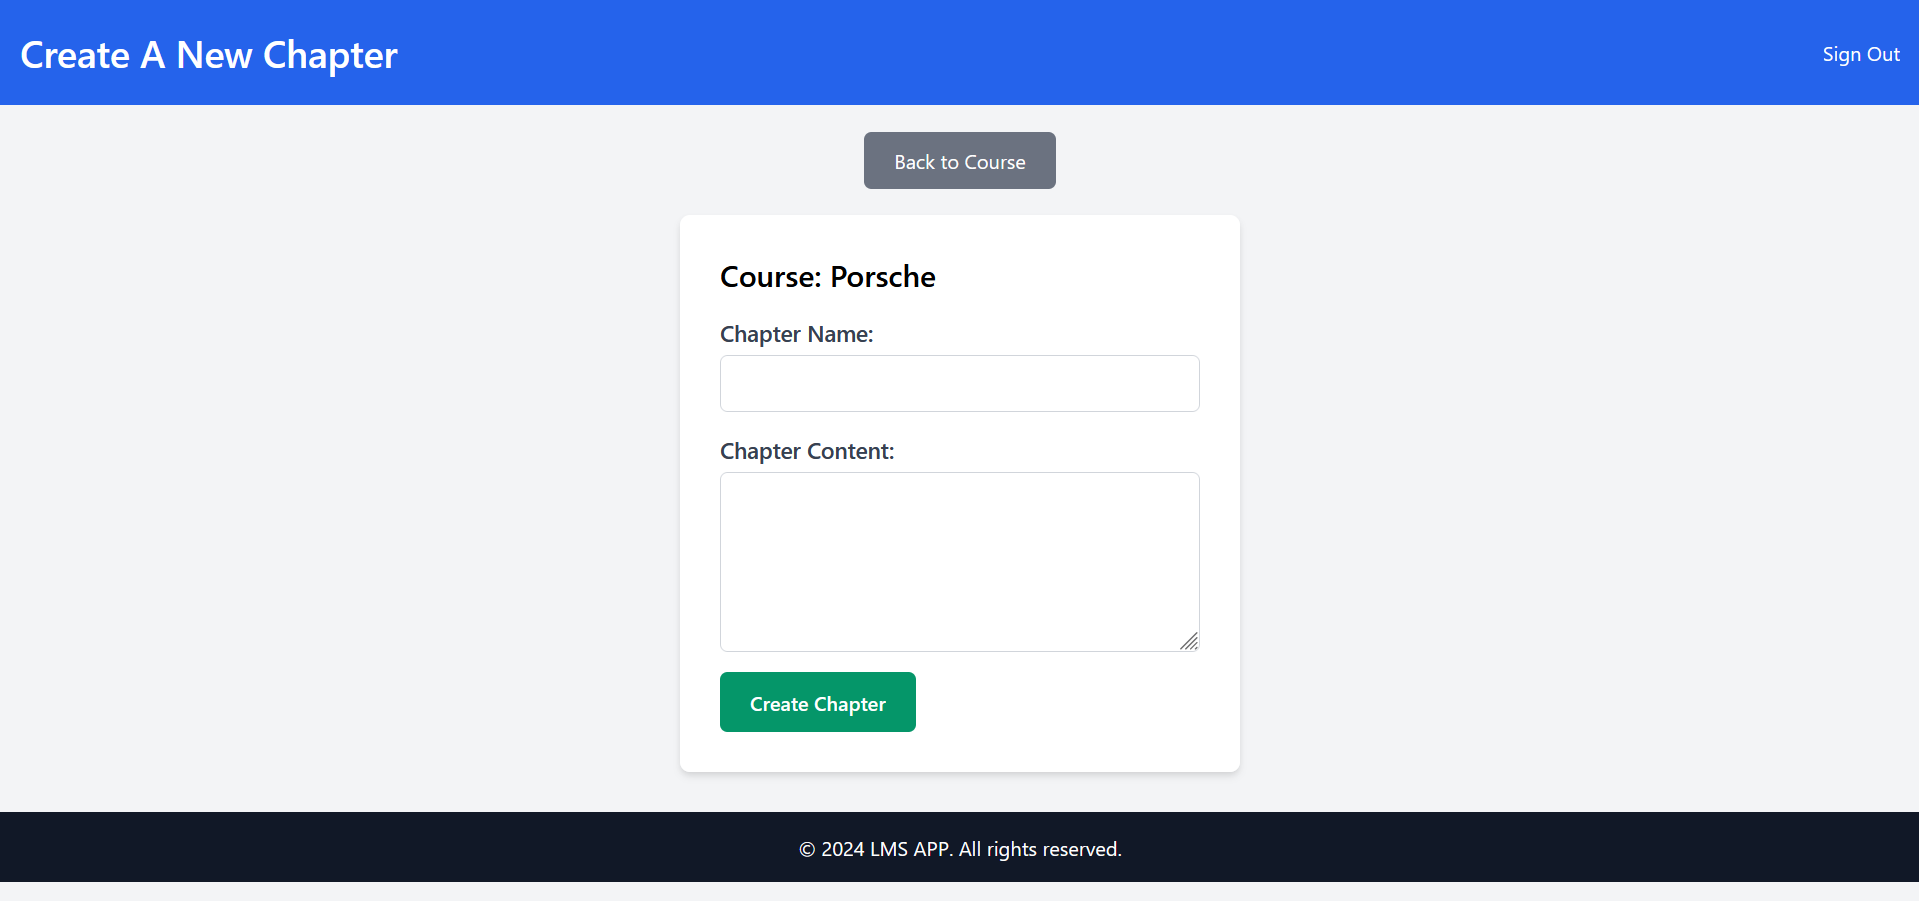 Create A New Chapter
Sign Out
Back to Course
Course: Porsche
Chapter Name:
Chapter Content:
Create Chapter
© 2024 LMS APP. All rights reserved.